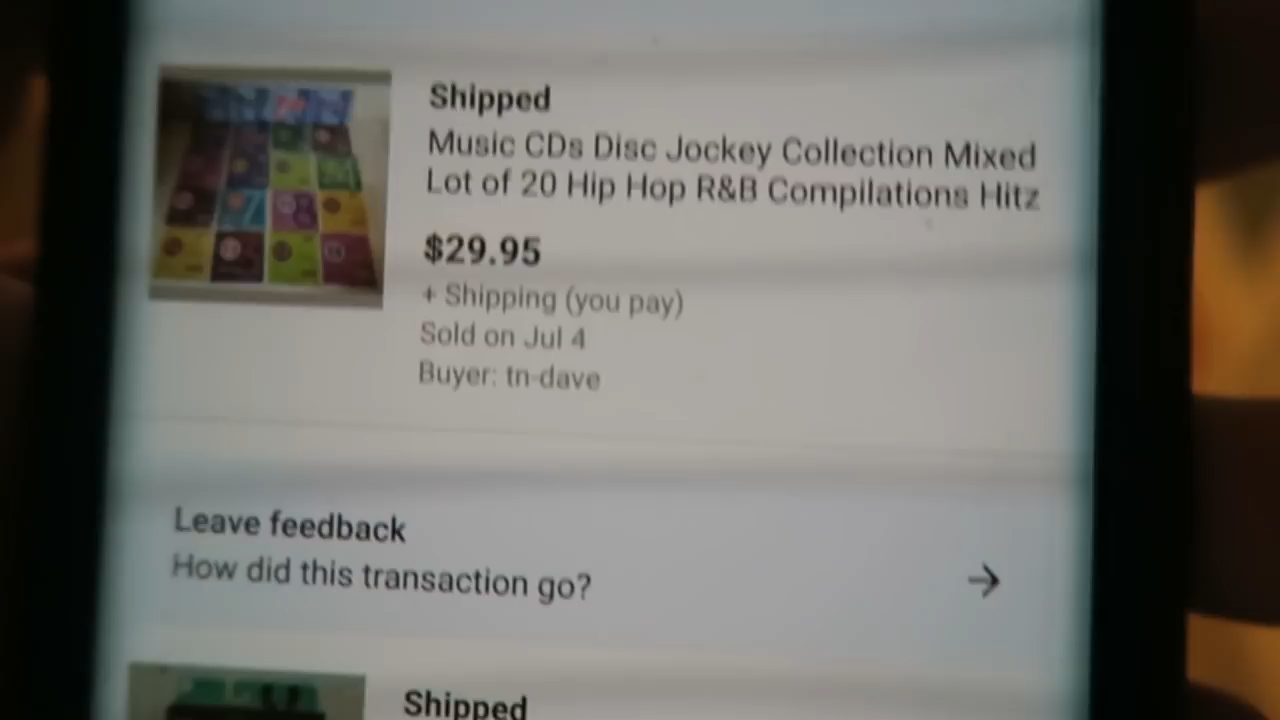 Shipped
Music CDs Disc Jockey Collection Mixed
Lot of 20 Hip Hop R&B Compilations Hitz
$29.95
+ Shipping (you pay)
Sold on Jul 4
Buyer: tn-dave
Leave feedback
How did this transaction go?
Shipped